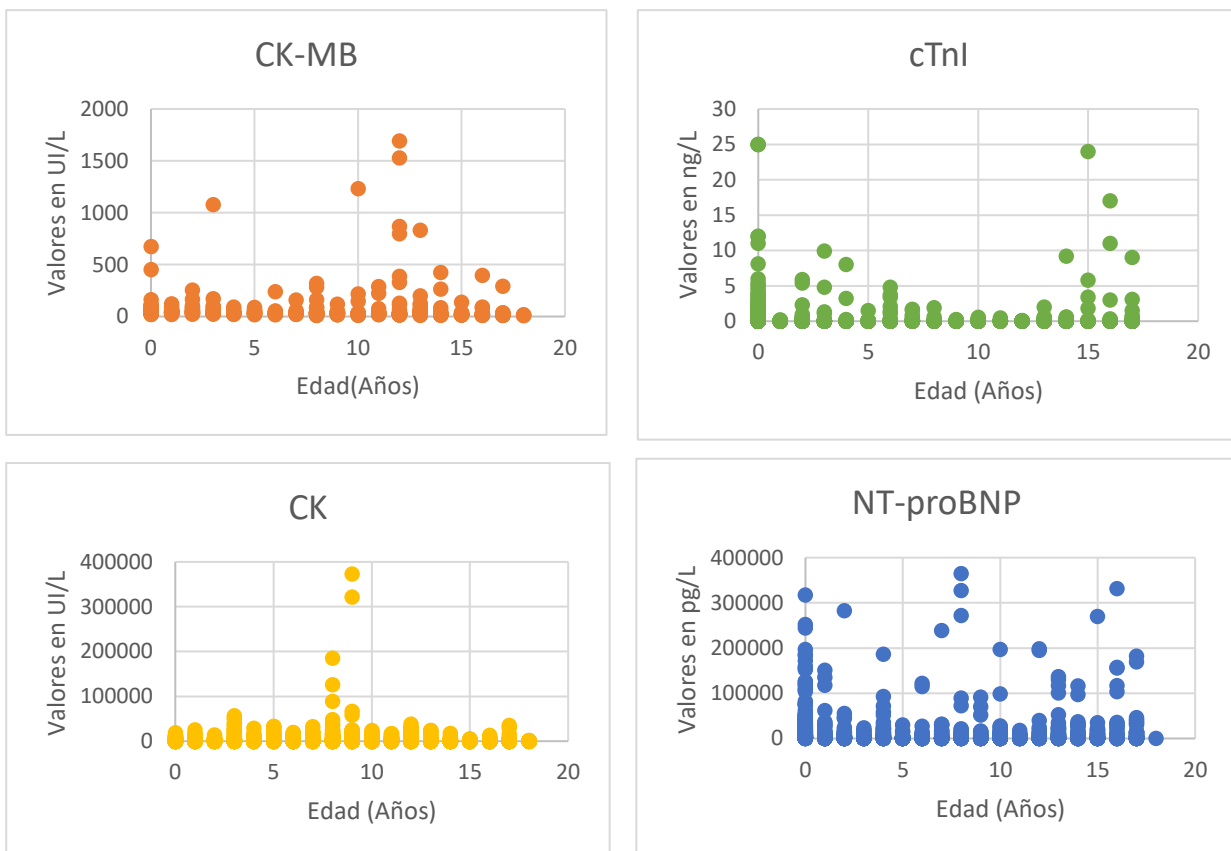 CK-MB
Valores en UI/L
2000
1500
1000
500
0
0 5 10 15 20
Edad(Años)
cTnI
Valores en ng/L
30
25
20
15
10
5
0
0 5 10 15 20
Edad (Años)
CK
Valores en UI/L
400000
300000
200000
100000
0
0 5 10 15 20
Edad (Años)
NT-proBNP
Valores en pg/L
400000
300000
200000
100000
0
0 5 10 15 20
Edad (Años)